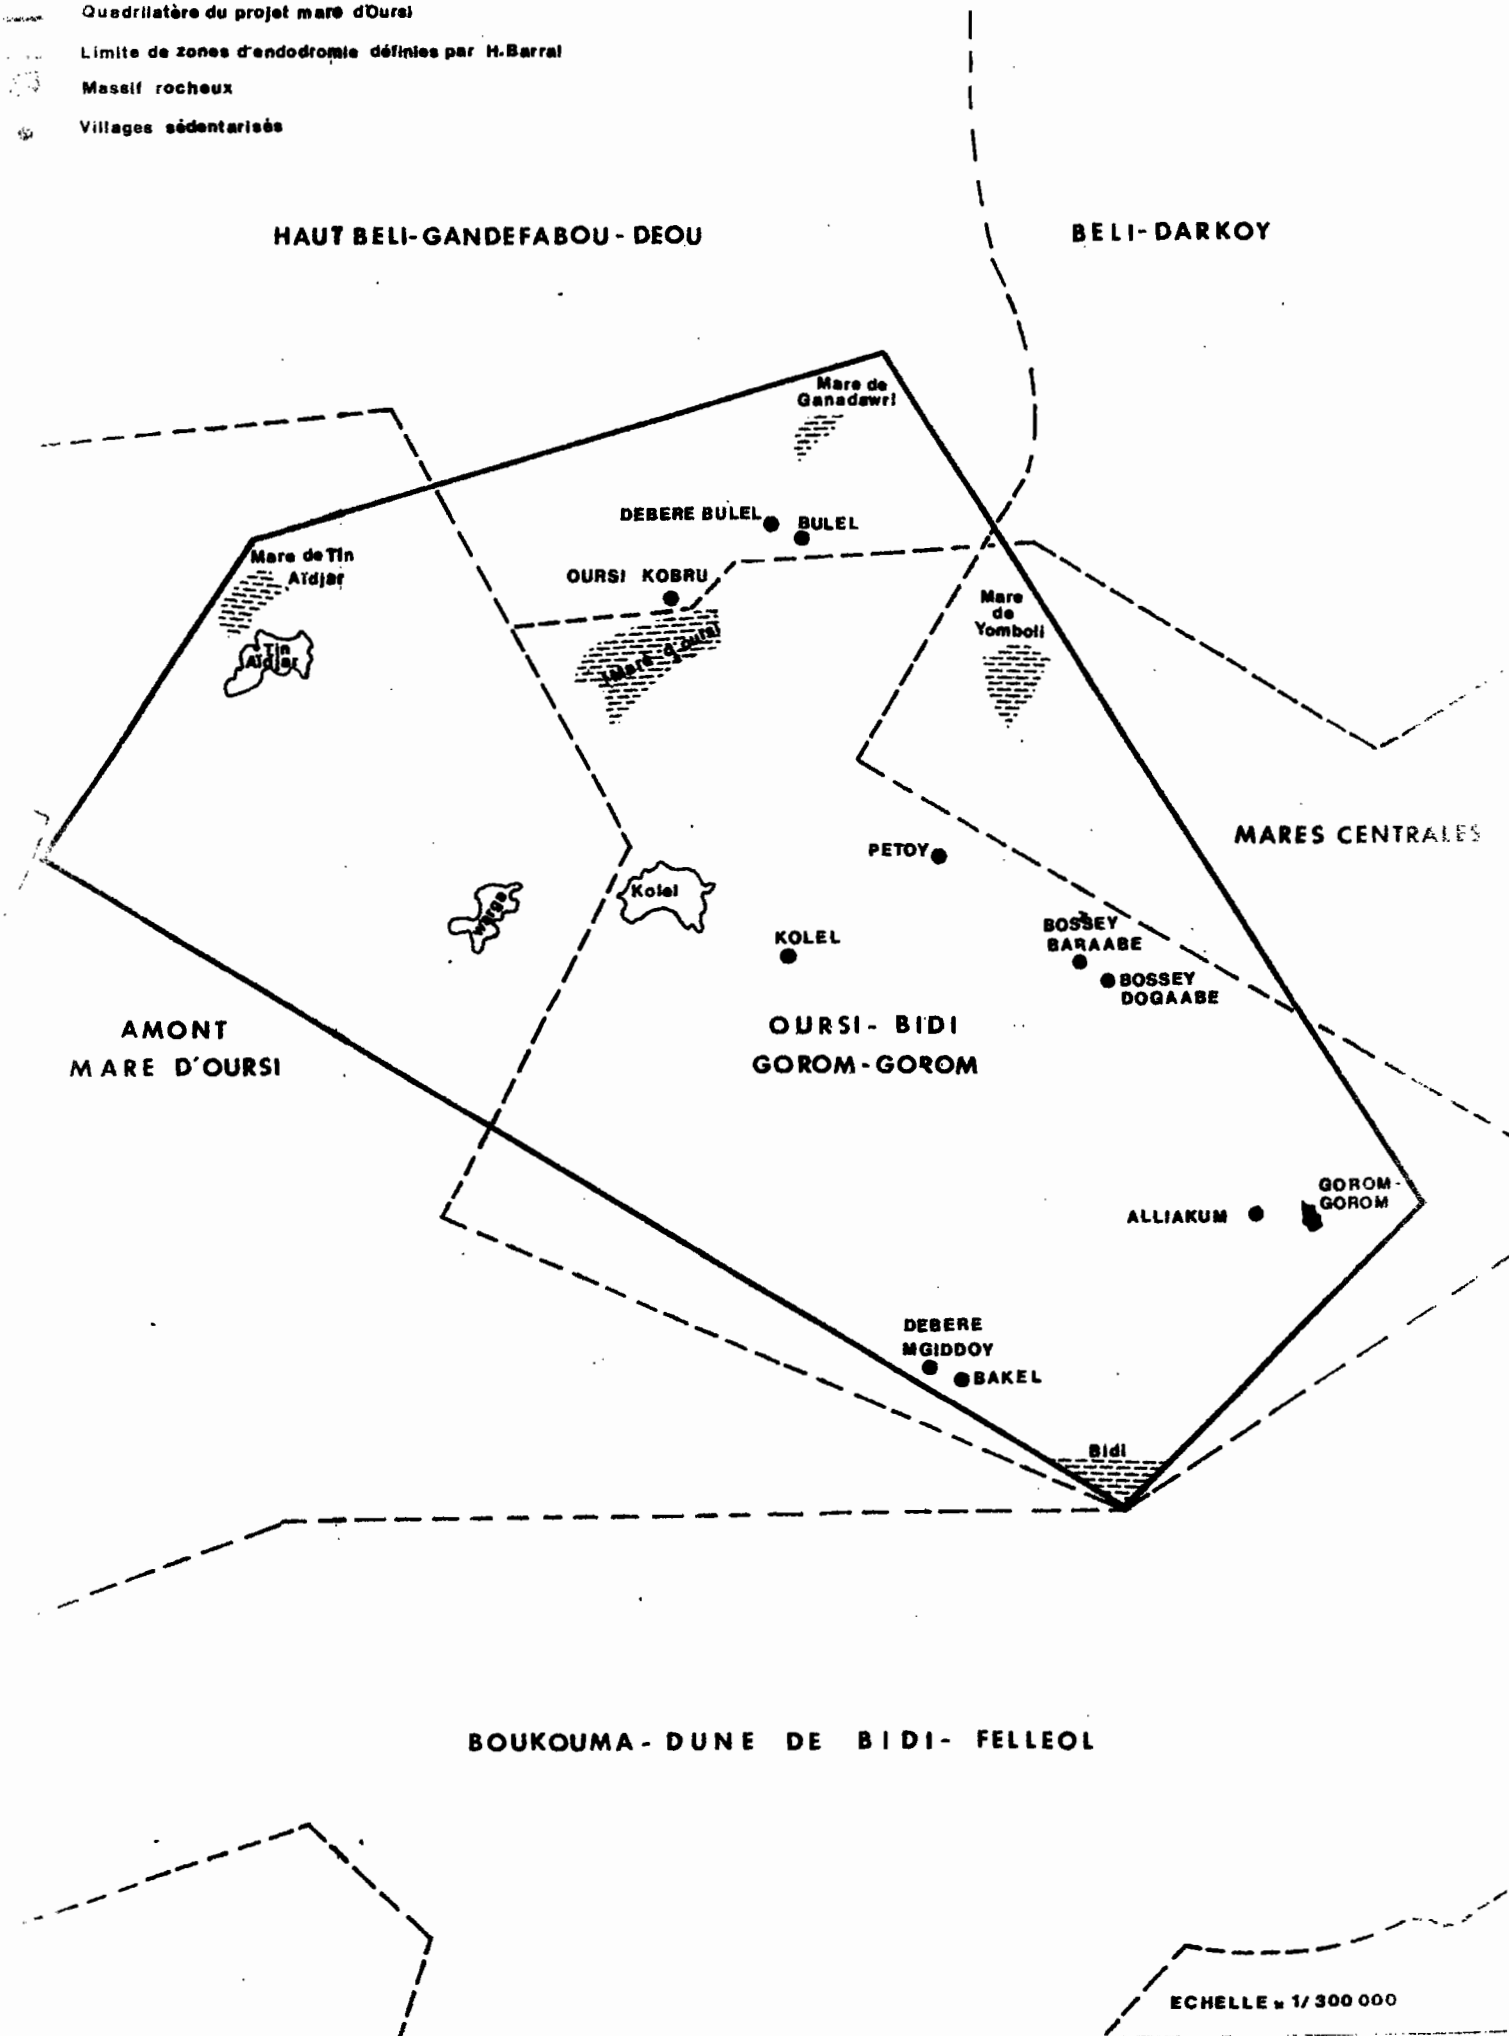 Quadrilatère du projet mare d'Oursi
Limite de zones d'endodromie définies par H.Barral
Massif rocheux
Villages sédentarisés
HAUT BELI-GANDEFABOU-DEOU
BELI-DARKOY
Mare de
Ganadawri
DEBERE BULEL
BULEL
Mare de Tin
Aïdjar
OURSI KOBRU
Mare
de
Yomboli
Tin
Aïdjar
Mare d'oursi
MARES CENTRALES
PETOY
Kolel
Warga
BOSSEY
BARAABE
KOLEL
BOSSEY
DOGAABE
AMONT
MARE D'OURSI
OURSI- BIDI
GOROM-GOROM
GOROM-
GOROM
ALLIAKUM
DEBERE
MGIDDOY
BAKEL
Bidi
BOUKOUMA- DUNE DE BIDI- FELLEOL
ECHELLE = 1/300 000